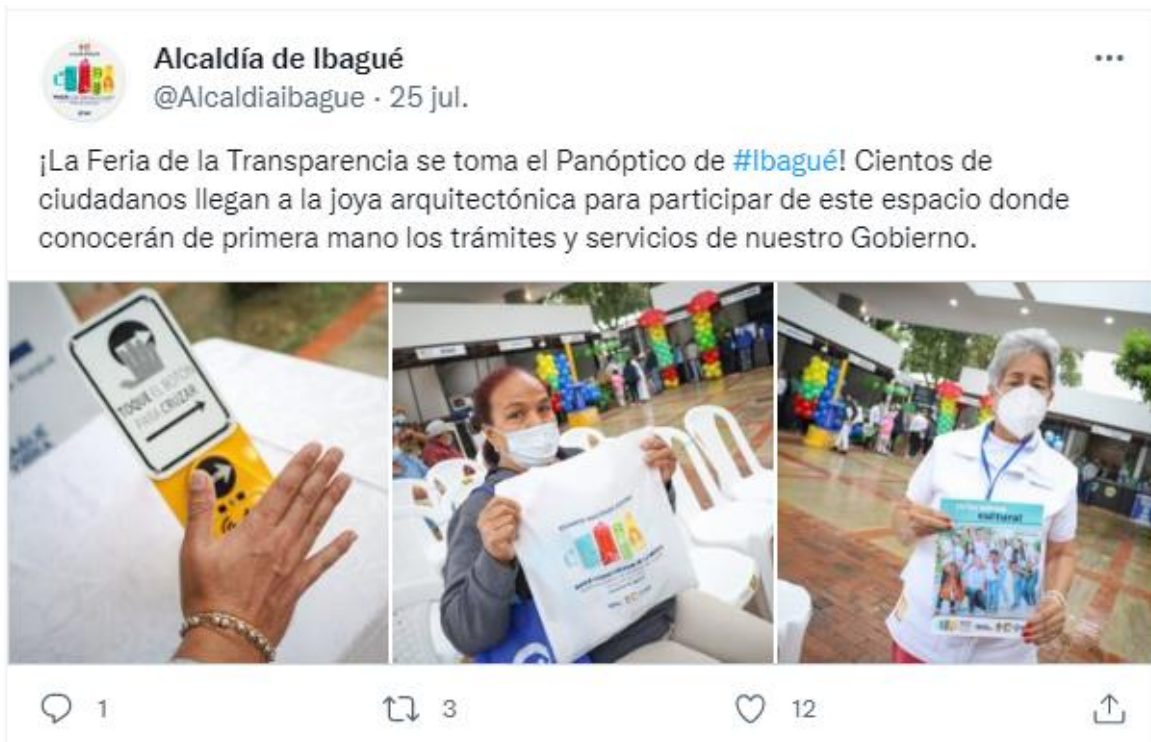 Alcaldía de Ibagué
@Alcaldiaibague · 25 jul.
¡La Feria de la Transparencia se toma el Panóptico de #Ibagué! Cientos de
ciudadanos llegan a la joya arquitectónica para participar de este espacio donde
conocerán de primera mano los trámites y servicios de nuestro Gobierno.
TOQUE EL BOTÓN
PARA CRUZAR
cultural
1
3
12